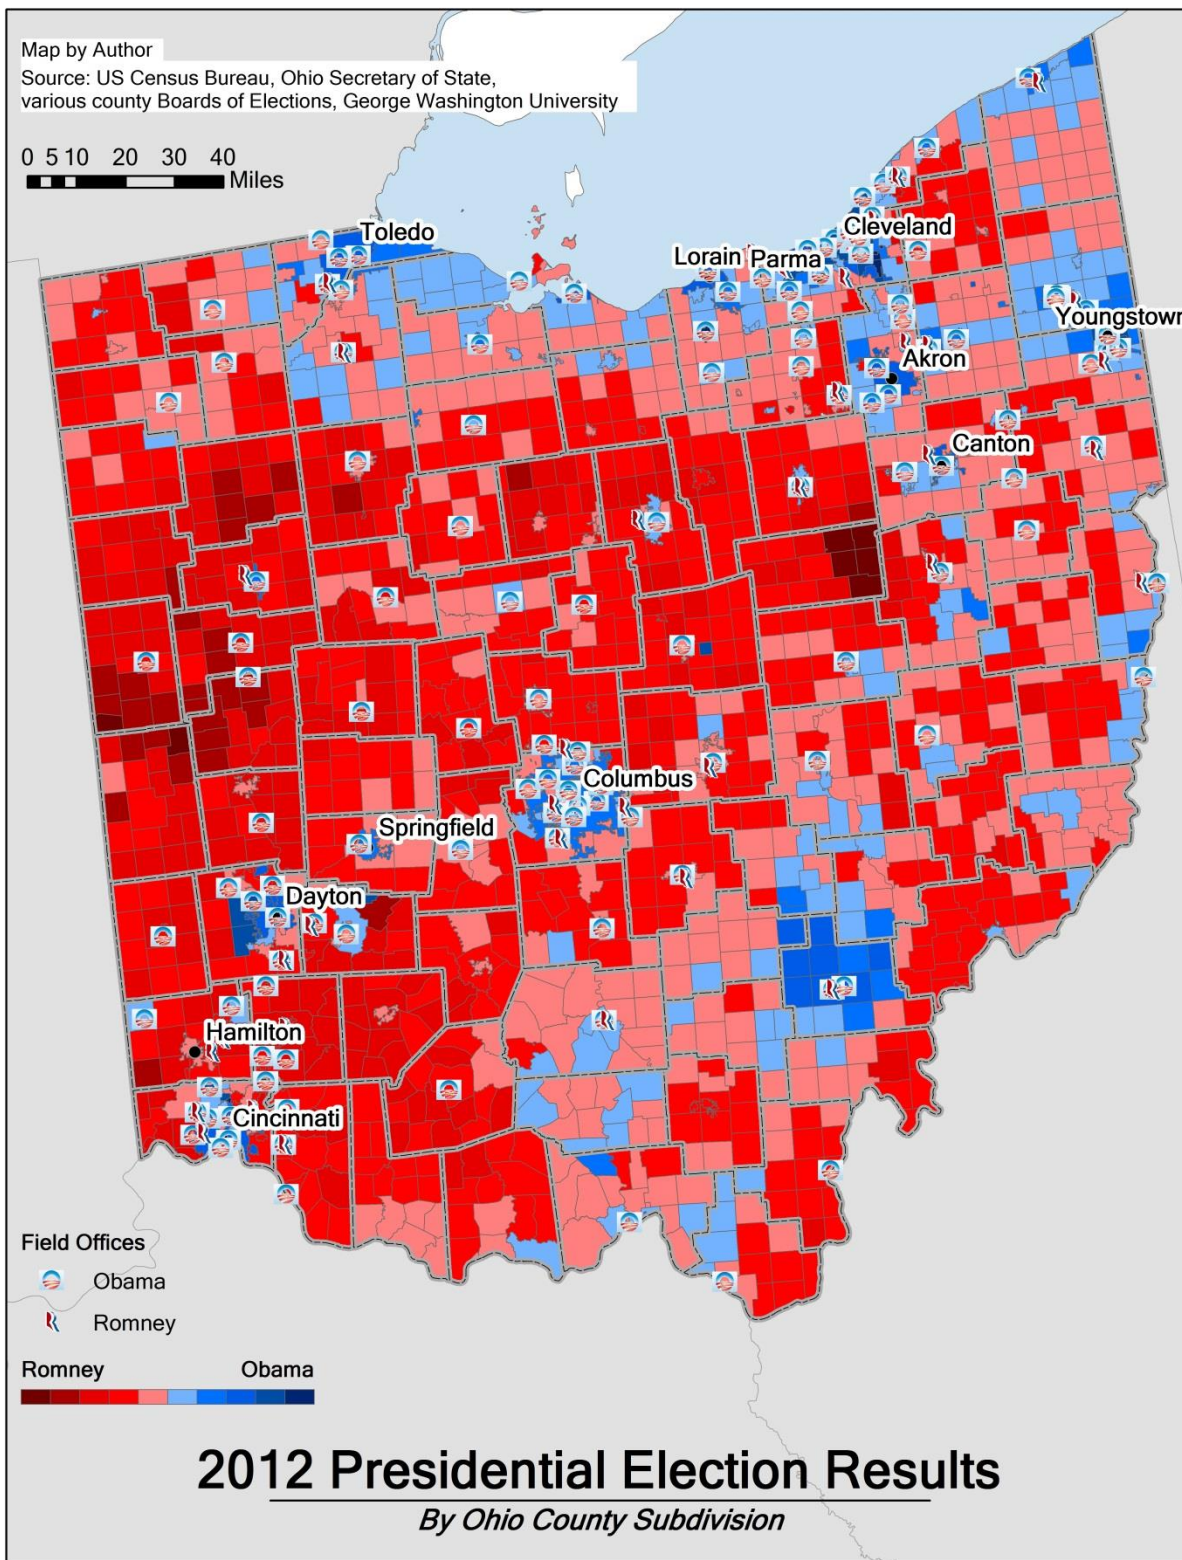 Map by Author
Source: US Census Bureau, Ohio Secretary of State,
various county Boards of Elections, George Washington University
0 5 10 20 30 40
Miles
Toledo
Cleveland
Lorain
Parma
Youngstown
Akron
Canton
Columbus
Springfield
Dayton
Hamilton
Cincinnati
Field Offices
Obama
Romney
Romney Obama
2012 Presidential Election Results
By Ohio County Subdivision